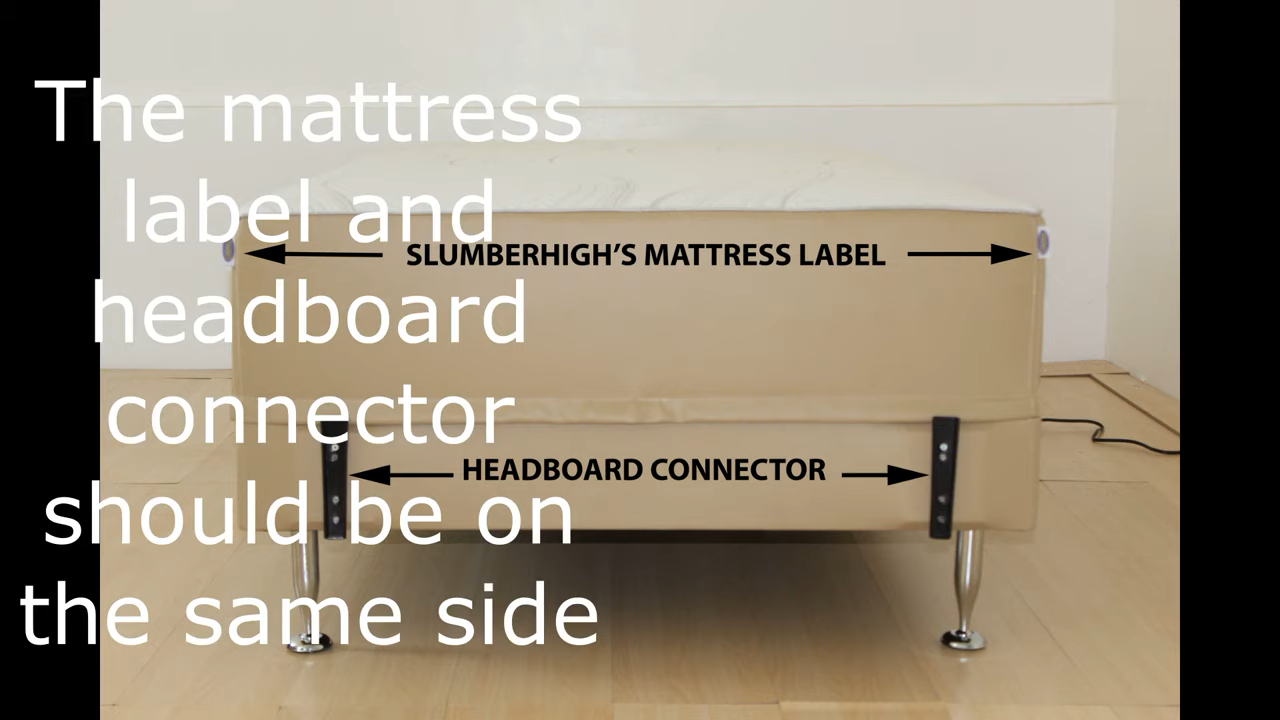 The mattress
label and
headboard
connector
should be on
the same side
SLUMBERHIGH'S MATTRESS LABEL
HEADBOARD CONNECTOR